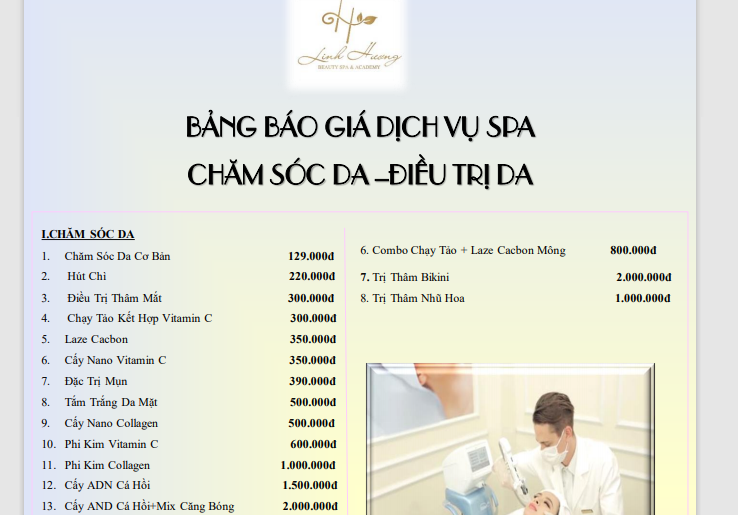 Linh Hương
BEAUTY SPA & ACADEMY
BẢNG BÁO GIÁ DỊCH VỤ SPA
CHĂM SÓC DA –ĐIỀU TRỊ DA
I.CHĂM SÓC DA
1. Chăm Sóc Da Cơ Bản 129.000đ
2. Hút Chì 220.000đ
3. Điều Trị Thâm Mắt 300.000đ
4. Chạy Tảo Kết Hợp Vitamin C 300.000đ
5. Laze Cacbon 350.000đ
6. Cấy Nano Vitamin C 350.000đ
7. Đặc Trị Mụn 390.000đ
8. Tắm Trắng Da Mặt 500.000đ
9. Cấy Nano Collagen 500.000đ
10. Phi Kim Vitamin C 600.000đ
11. Phi Kim Collagen 1.000.000đ
12. Cấy ADN Cá Hồi 1.500.000đ
13. Cấy AND Cá Hồi+Mix Căng Bóng 2.000.000đ
6. Combo Chạy Tảo + Laze Cacbon Mông 800.000đ
7. Trị Thâm Bikini 2.000.000đ
8. Trị Thâm Nhũ Hoa 1.000.000đ